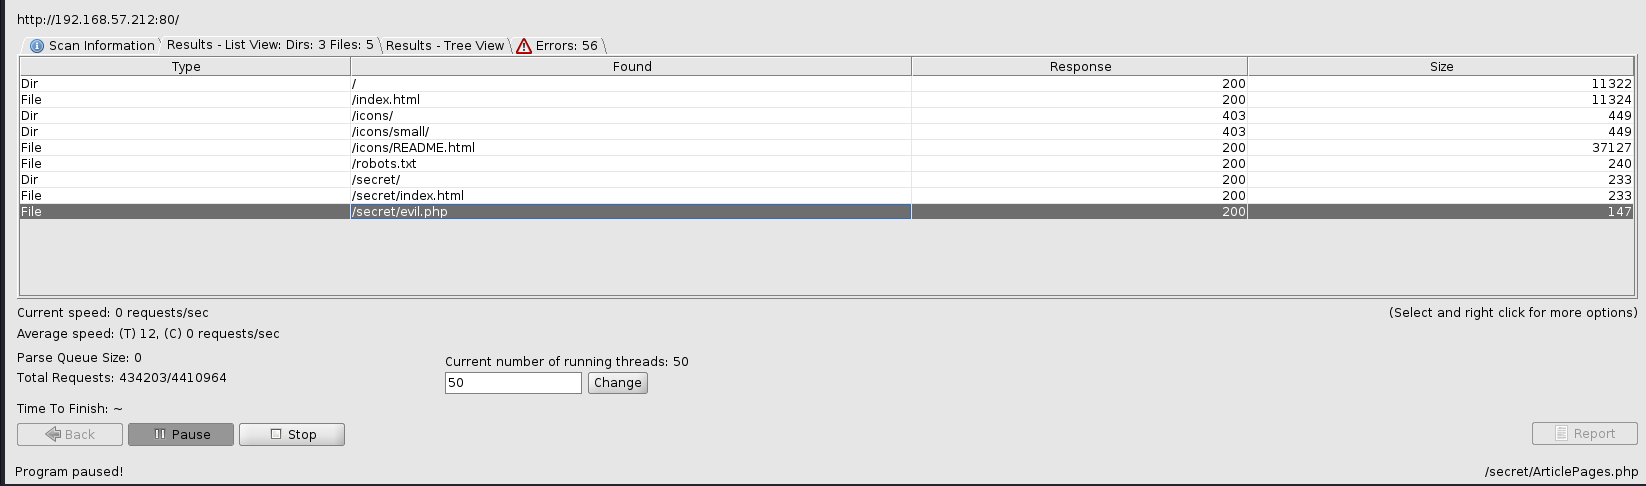 http://192.168.57.212:80/
Scan Information Results - List View: Dirs: 3 Files: 5 Results - Tree View Errors: 56
Type Found Response Size
Dir / 200 11322
File /index.html 200 11324
Dir /icons/ 403 449
Dir /icons/small/ 403 449
File /icons/README.html 200 37127
File /robots.txt 200 240
Dir /secret/ 200 233
File /secret/index.html 200 233
File /secret/evil.php 200 147
Current speed: 0 requests/sec (Select and right click for more options)
Average speed: (T) 12, (C) 0 requests/sec
Parse Queue Size: 0 Current number of running threads: 50
Total Requests: 434203/4410964 50 Change
Time To Finish: ~
Back Pause Stop Report
Program paused! /secret/ArticlePages.php